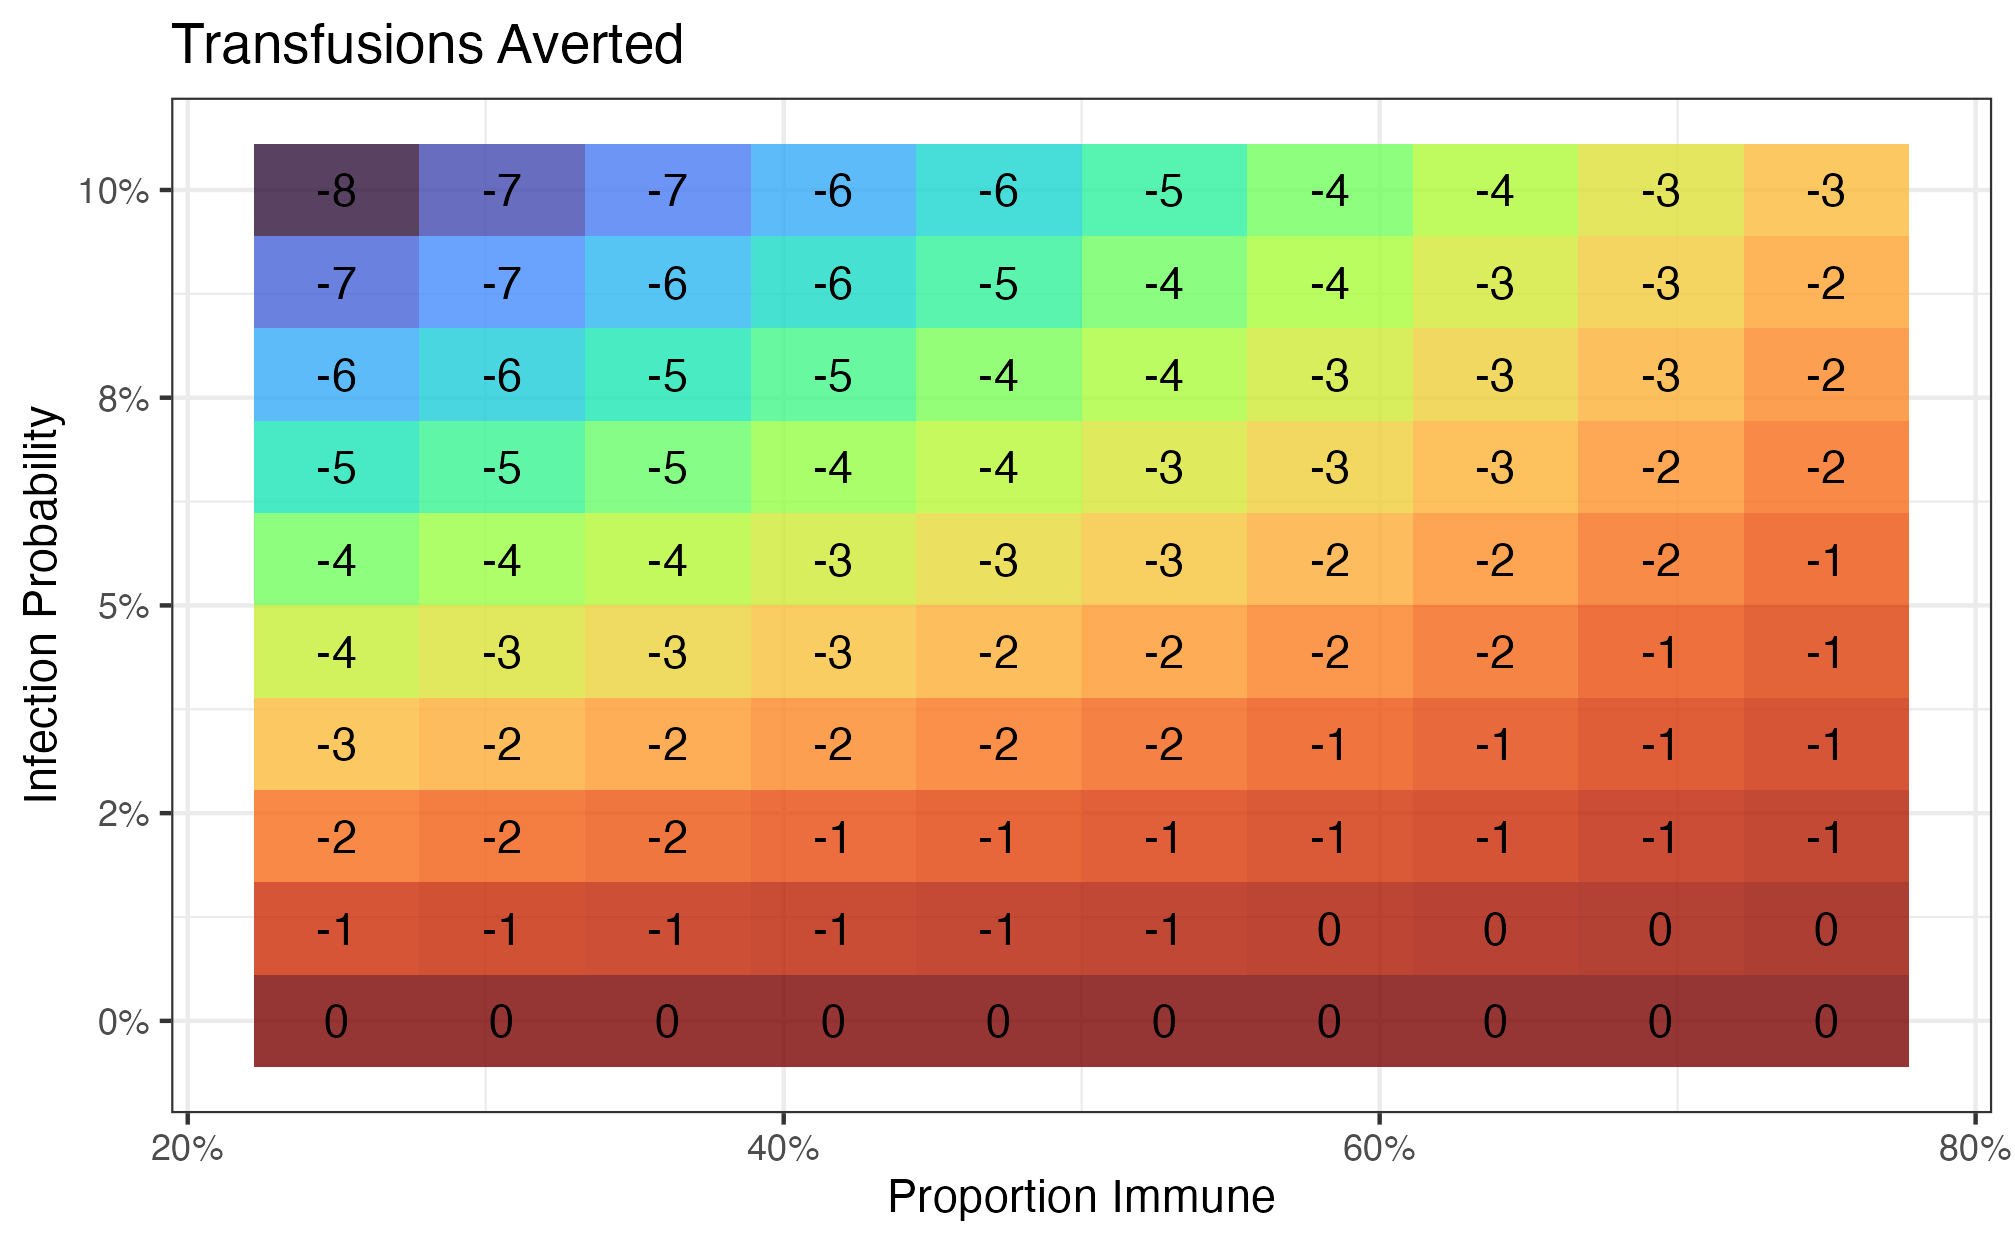 Transfusions Averted
Infection Probability
10%
8%
5%
2%
0%
-8 -7 -7 -6 -6 -5 -4 -4 -3 -3
-7 -7 -6 -6 -5 -4 -4 -3 -3 -2
-6 -6 -5 -5 -4 -4 -3 -3 -3 -2
-5 -5 -5 -4 -4 -3 -3 -3 -2 -2
-4 -4 -4 -3 -3 -3 -2 -2 -2 -1
-4 -3 -3 -3 -2 -2 -2 -2 -1 -1
-3 -2 -2 -2 -2 -2 -1 -1 -1 -1
-2 -2 -2 -1 -1 -1 -1 -1 -1 -1
-1 -1 -1 -1 -1 -1 0 0 0 0
0 0 0 0 0 0 0 0 0 0
20% 40% 60% 80%
Proportion Immune